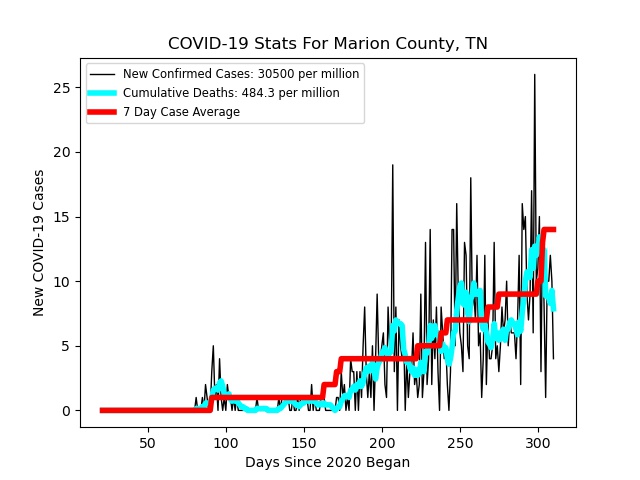 COVID-19 Stats For Marion County, TN
New Confirmed Cases: 30500 per million
Cumulative Deaths: 484.3 per million
7 Day Case Average
25
20
15
10
5
0
New COVID-19 Cases
50 100 150 200 250 300
Days Since 2020 Began